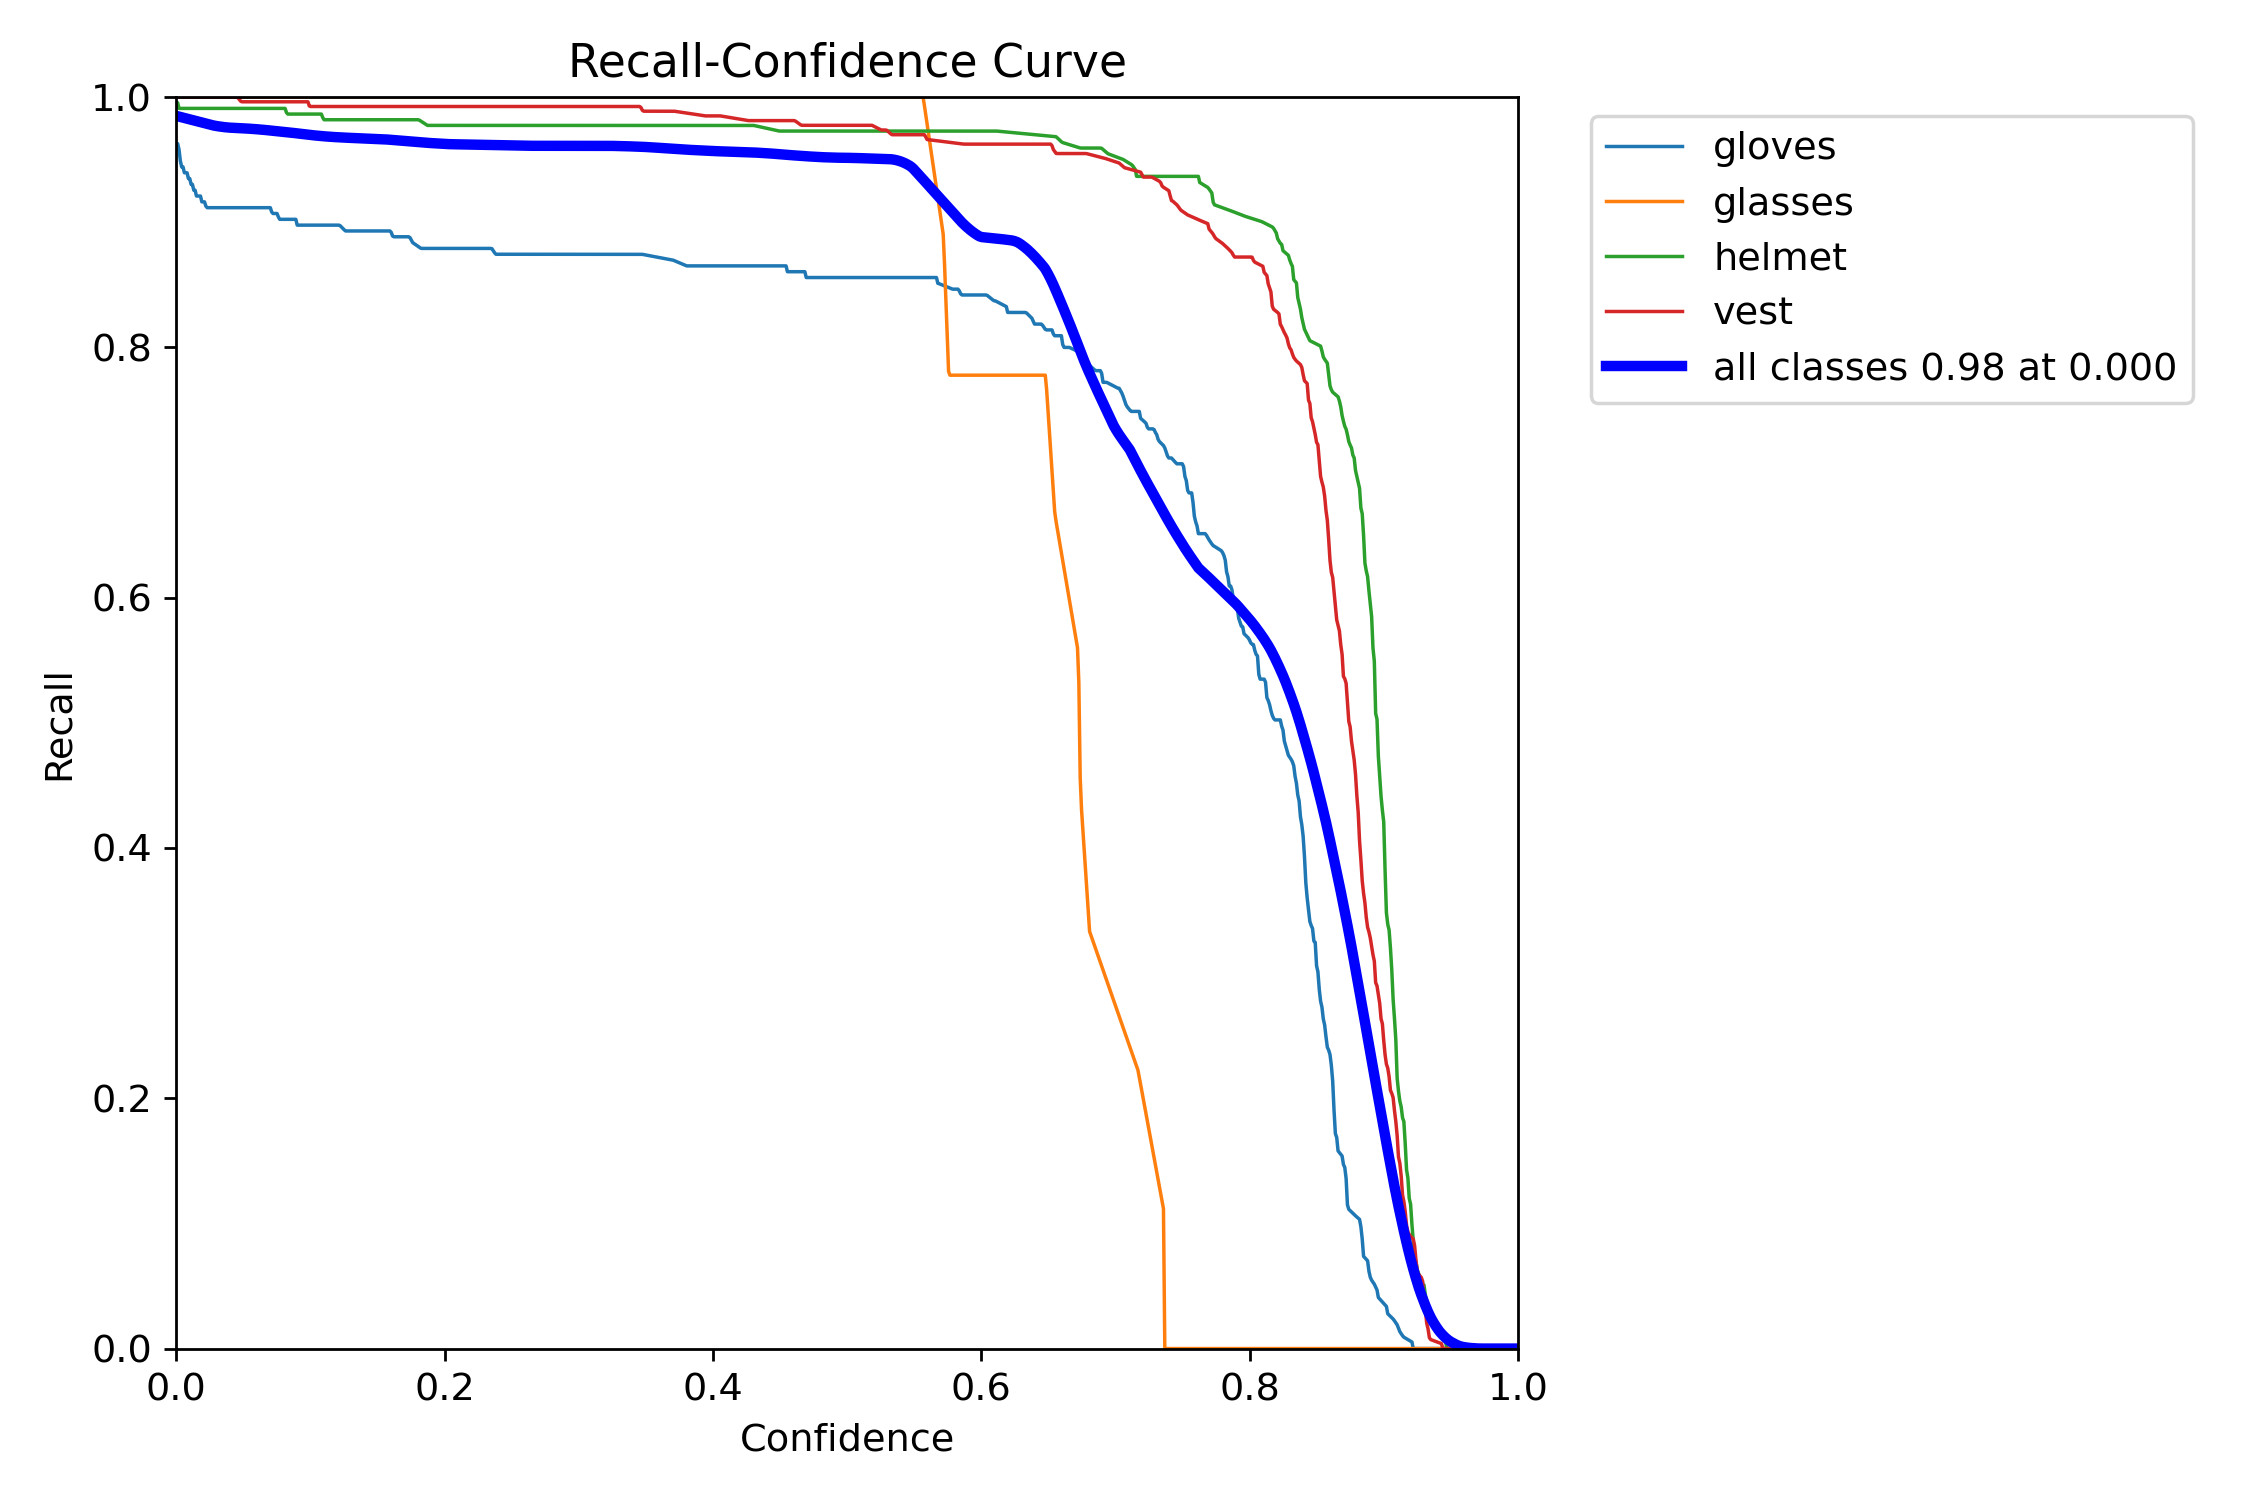 Recall-Confidence Curve
1.0
0.8
0.6
0.4
0.2
0.0
Recall
0.0 0.2 0.4 0.6 0.8 1.0
Confidence
gloves
glasses
helmet
vest
all classes 0.98 at 0.000